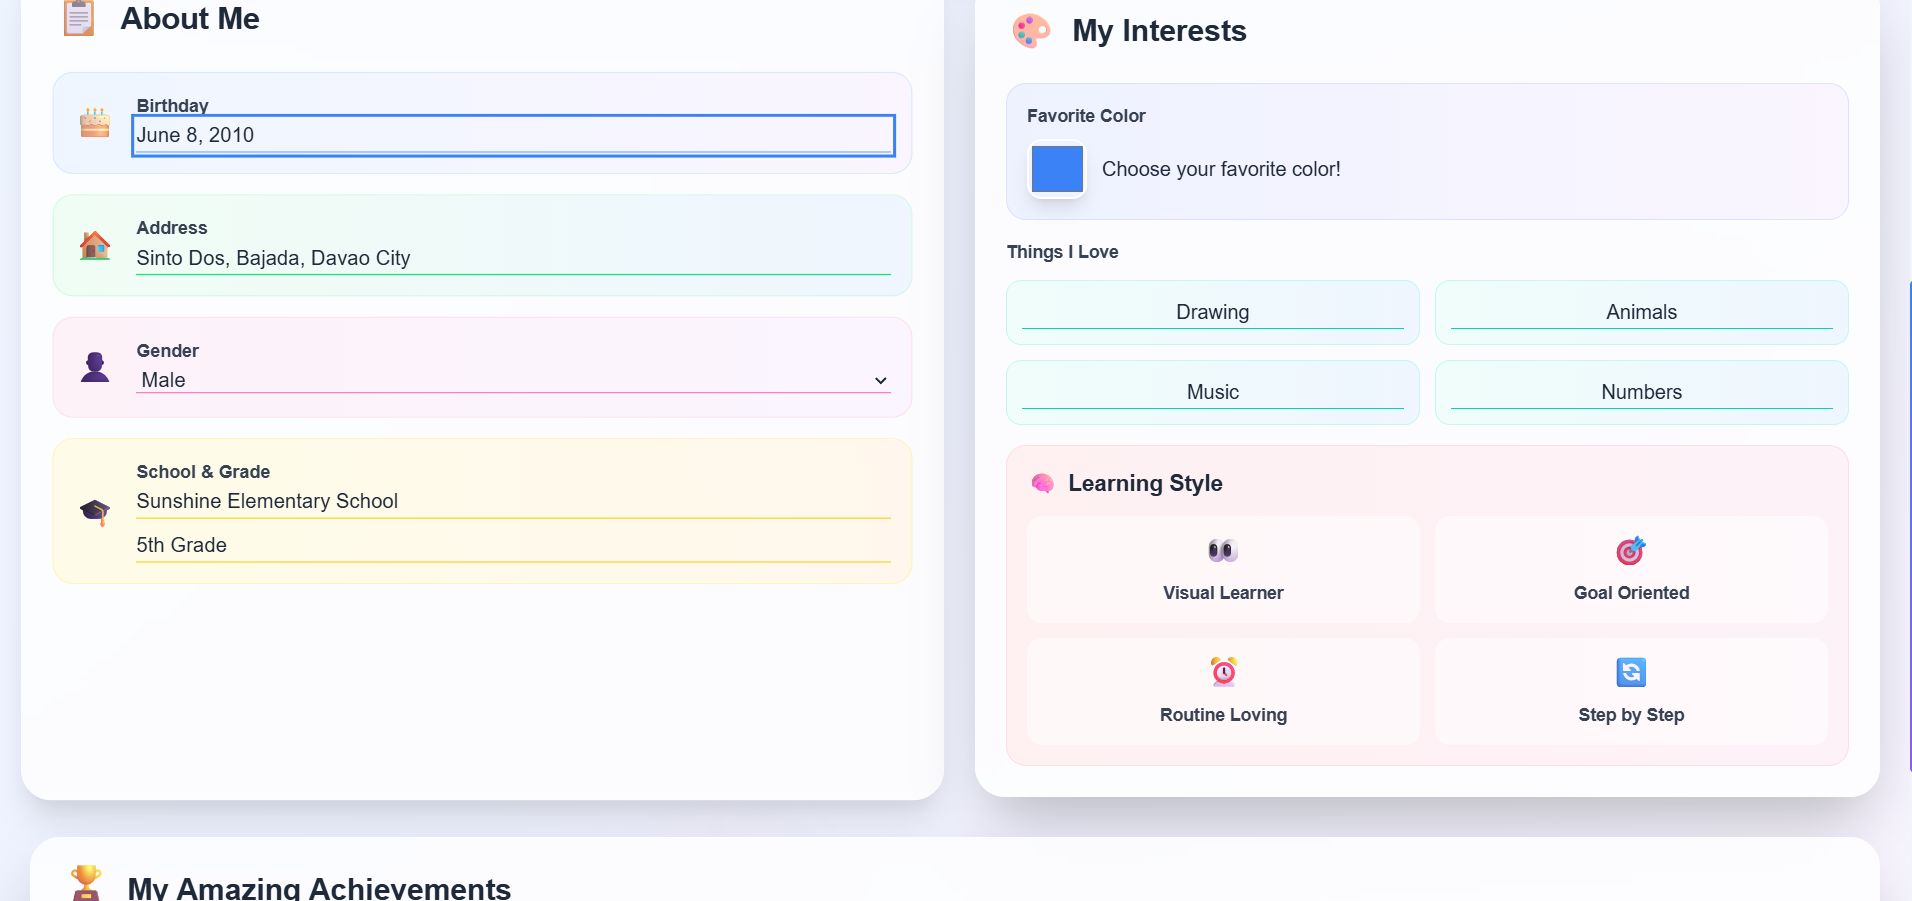 About Me
Birthday
June 8, 2010
Address
Sinto Dos, Bajada, Davao City
Gender
Male
School & Grade
Sunshine Elementary School
5th Grade
My Interests
Favorite Color
Choose your favorite color!
Things I Love
Drawing
Animals
Music
Numbers
Learning Style
Visual Learner
Goal Oriented
Routine Loving
Step by Step
My Amazing Achievements